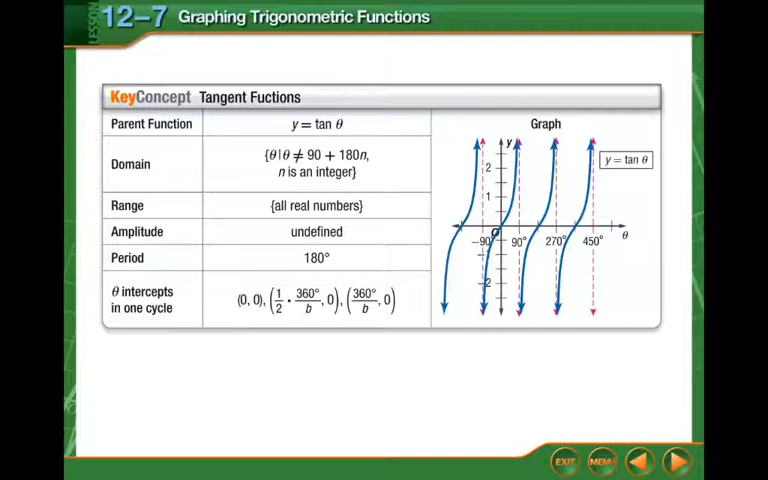 LESSON
12–7 Graphing Trigonometric Functions
KeyConcept Tangent Fuctions
Parent Function
y = tan θ
Graph
Domain
{θ|θ ≠ 90 + 180n,
n is an integer}
Range
{all real numbers}
Amplitude
undefined
Period
180°
θ intercepts
in one cycle
(0, 0), (1/2 • 360°/b, 0), (360°/b, 0)
y
y = tan θ
2
1
O
−90°
90°
270°
450°
θ
−2
EXIT
MENU